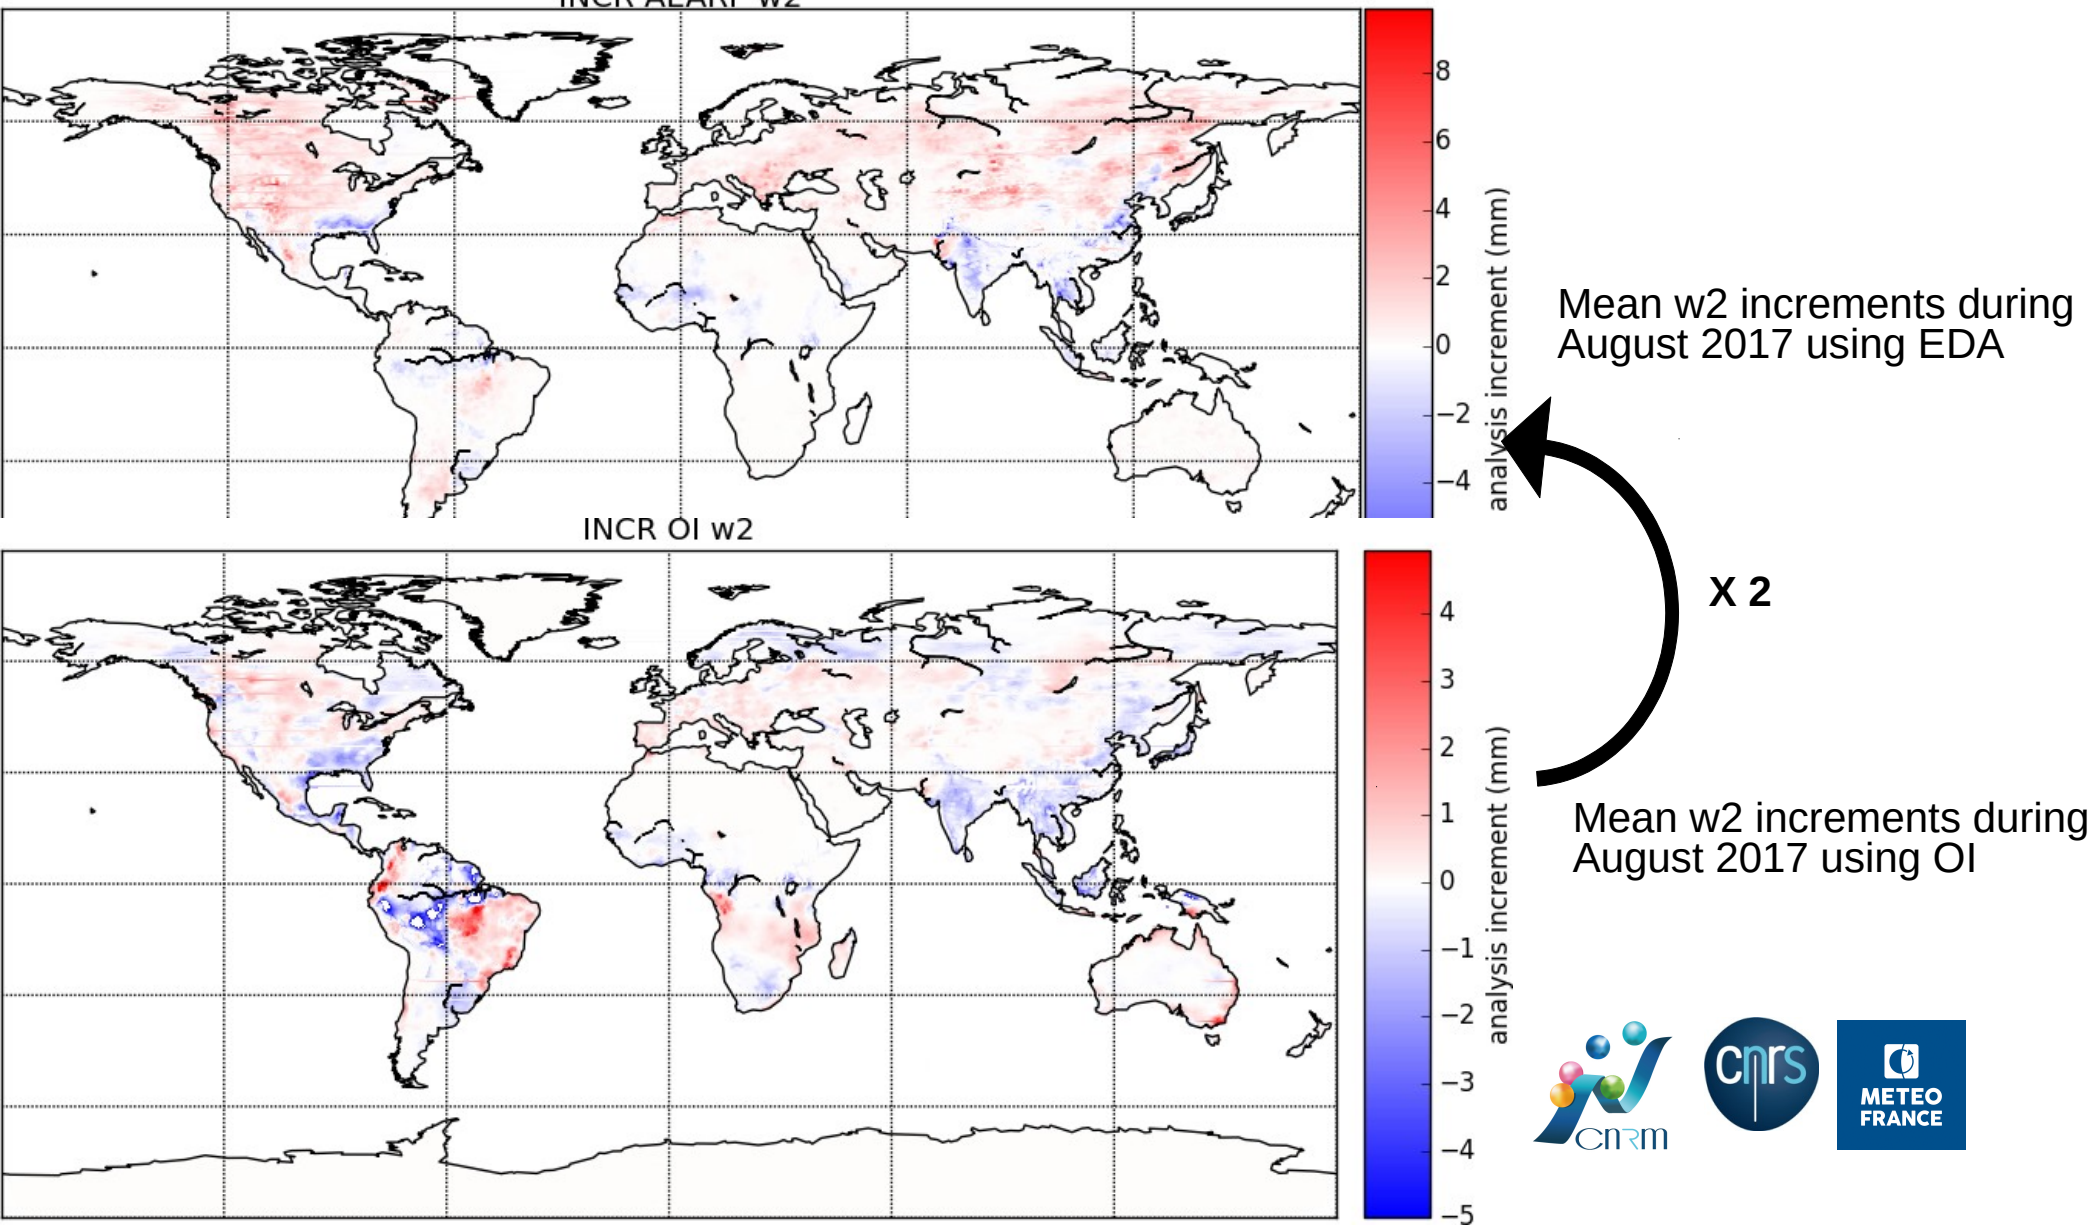 INCR w2
8
6
4
2
0
−2
−4
analysis increment (mm)
Mean w2 increments during
August 2017 using EDA
X 2
INCR OI w2
4
3
2
1
0
−1
−2
−3
−4
−5
analysis increment (mm)
Mean w2 increments during
August 2017 using OI
cnrm
cnrs
METEO
FRANCE